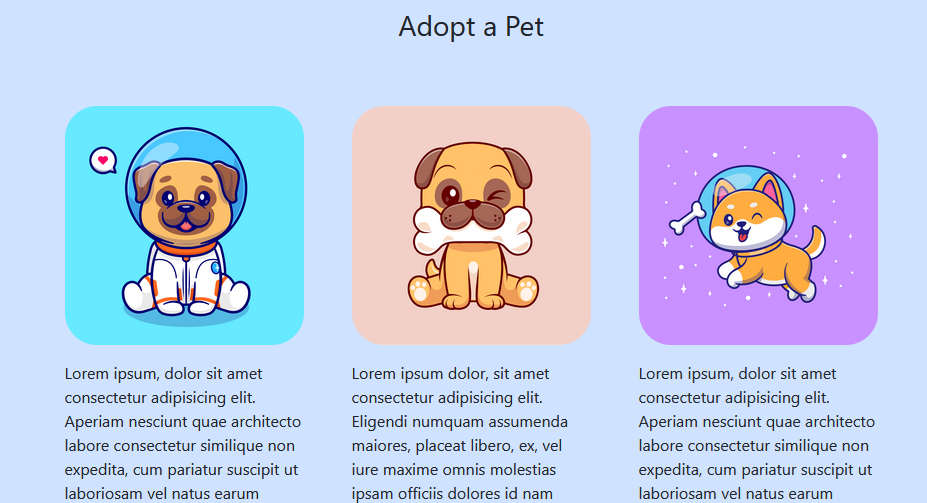 Adopt a Pet
Lorem ipsum, dolor sit amet
consectetur adipisicing elit.
Aperiam nesciunt quae architecto
labore consectetur similique non
expedita, cum pariatur suscipit ut
laboriosam vel natus earum
Lorem ipsum dolor, sit amet
consectetur adipisicing elit.
Eligendi numquam assumenda
maiores, placeat libero, ex, vel
iure maxime omnis molestias
ipsam officiis dolores id nam
Lorem ipsum, dolor sit amet
consectetur adipisicing elit.
Aperiam nesciunt quae architecto
labore consectetur similique non
expedita, cum pariatur suscipit ut
laboriosam vel natus earum